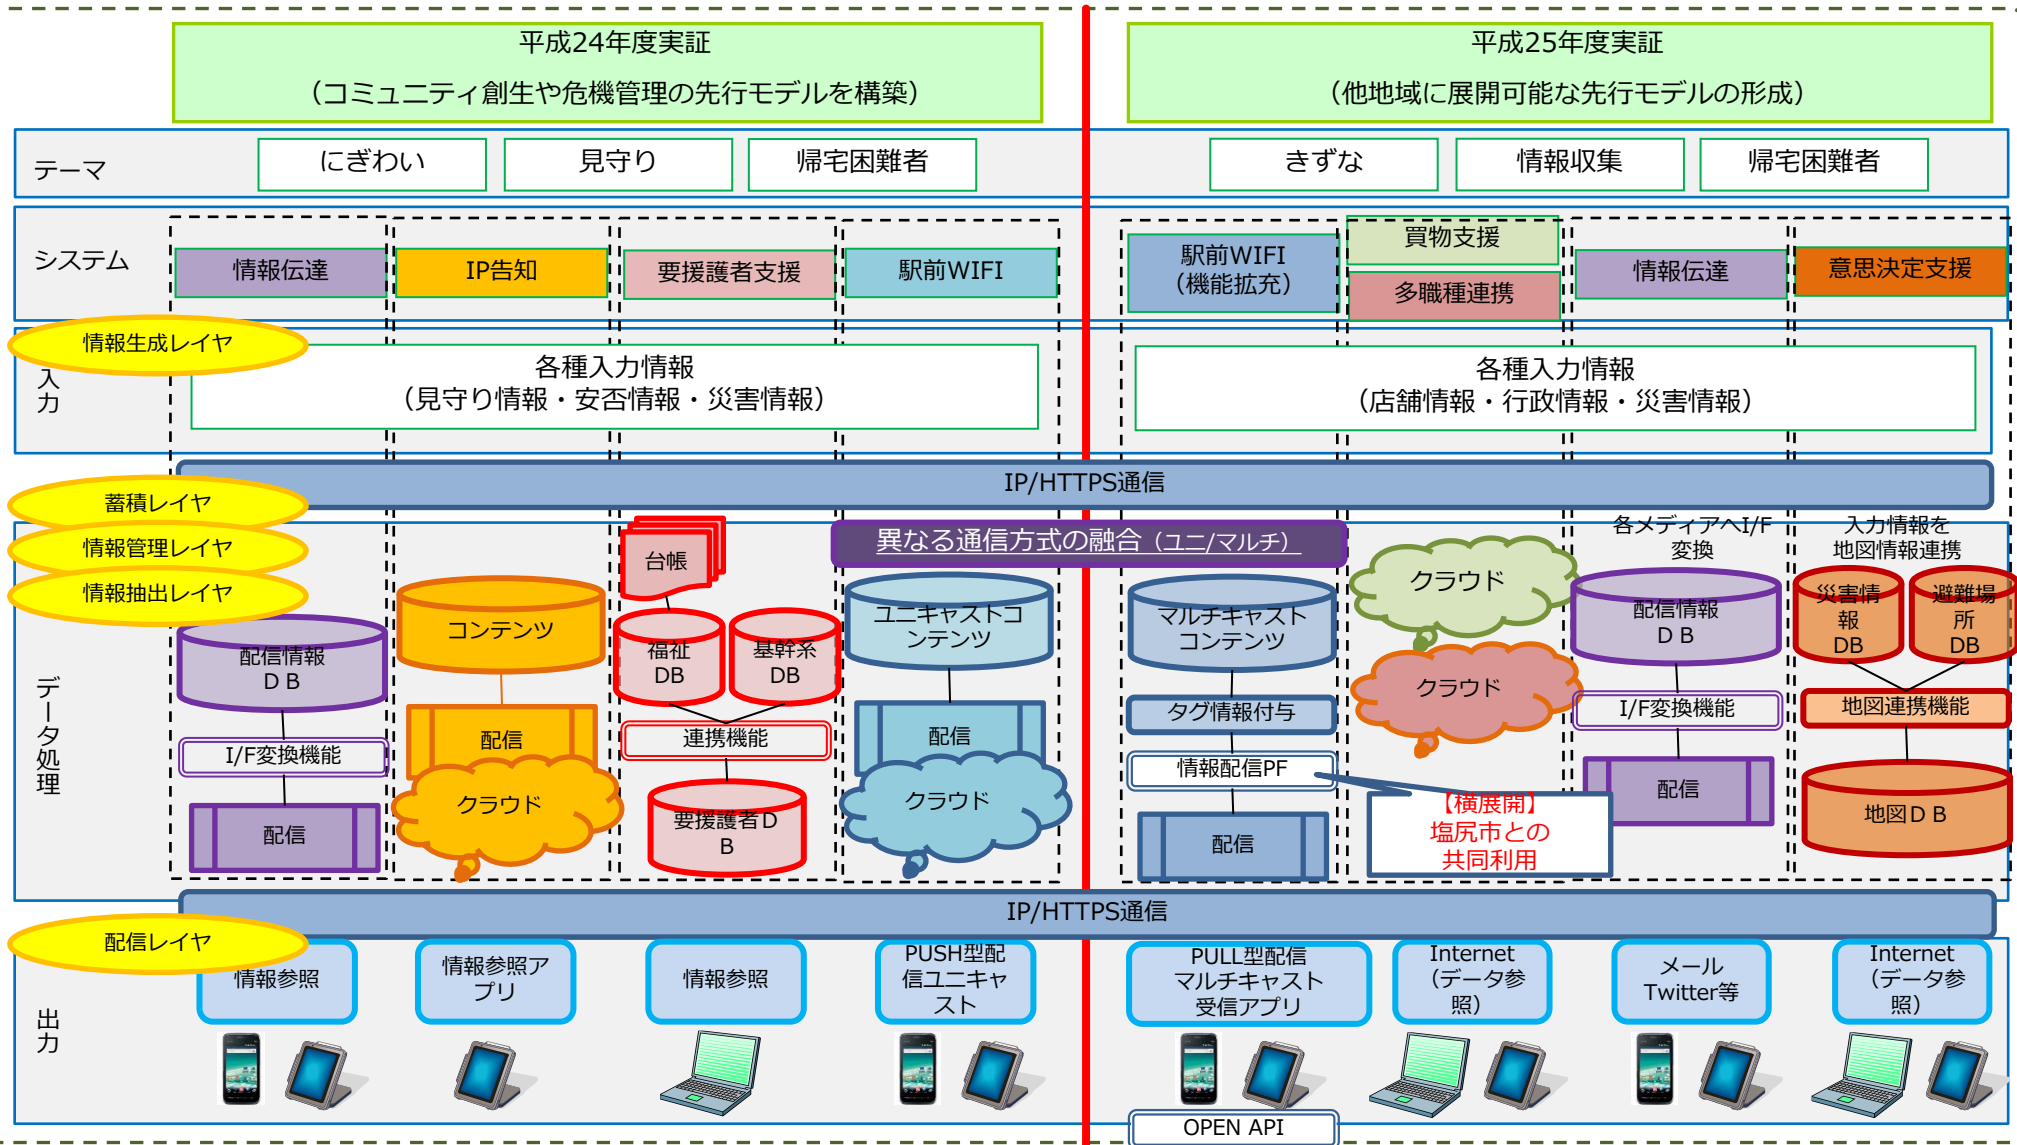 平成24年度実証
(コミュニティ創生や危機管理の先行モデルを構築)
平成25年度実証
(他地域に展開可能な先行モデルの形成)
テーマ
にぎわい
見守り
帰宅困難者
きずな
情報収集
帰宅困難者
システム
情報伝達
IP告知
要援護者支援
駅前WIFI
駅前WIFI
(機能拡充)
買物支援
多職種連携
情報伝達
意思決定支援
情報生成レイヤ
入力
各種入力情報
(見守り情報・安否情報・災害情報)
各種入力情報
(店舗情報・行政情報・災害情報)
IP/HTTPS通信
蓄積レイヤ
情報管理レイヤ
情報抽出レイヤ
データ処理
異なる通信方式の融合(ユニ/マルチ)
配信情報
DB
I/F変換機能
配信
コンテンツ
配信
クラウド
台帳
福祉
DB
基幹系
DB
連携機能
要援護者D
B
ユニキャストコ
ンテンツ
配信
クラウド
マルチキャスト
コンテンツ
タグ情報付与
情報配信PF
配信
クラウド
クラウド
【横展開】
塩尻市との
共同利用
各メディアへI/F
変換
配信情報
DB
I/F変換機能
配信
入力情報を
地図情報連携
災害情
報
DB
避難場
所
DB
地図連携機能
地図DB
IP/HTTPS通信
配信レイヤ
出力
情報参照
情報参照ア
プリ
情報参照
PUSH型配
信ユニキャ
スト
PULL型配信
マルチキャスト
受信アプリ
Internet
(データ参
照)
メール
Twitter等
Internet
(データ参
照)
OPEN API